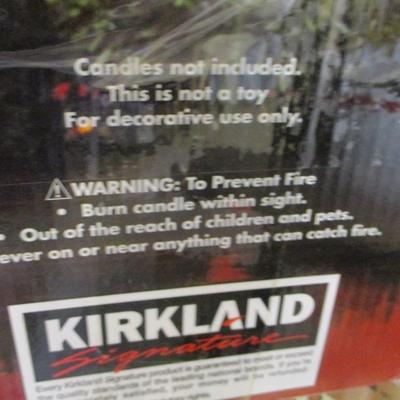 Candles not included.
This is not a toy
For decorative use only.
⚠ WARNING: To Prevent Fire
• Burn candle within sight.
• Out of the reach of children and pets.
ever on or near anything that can catch fire.
KIRKLAND
Signature
Every Kirkland Signature product is guaranteed to meet or exceed
the quality standards of the leading national brands. If you're
satisfied, your money will be refunded.
rights.